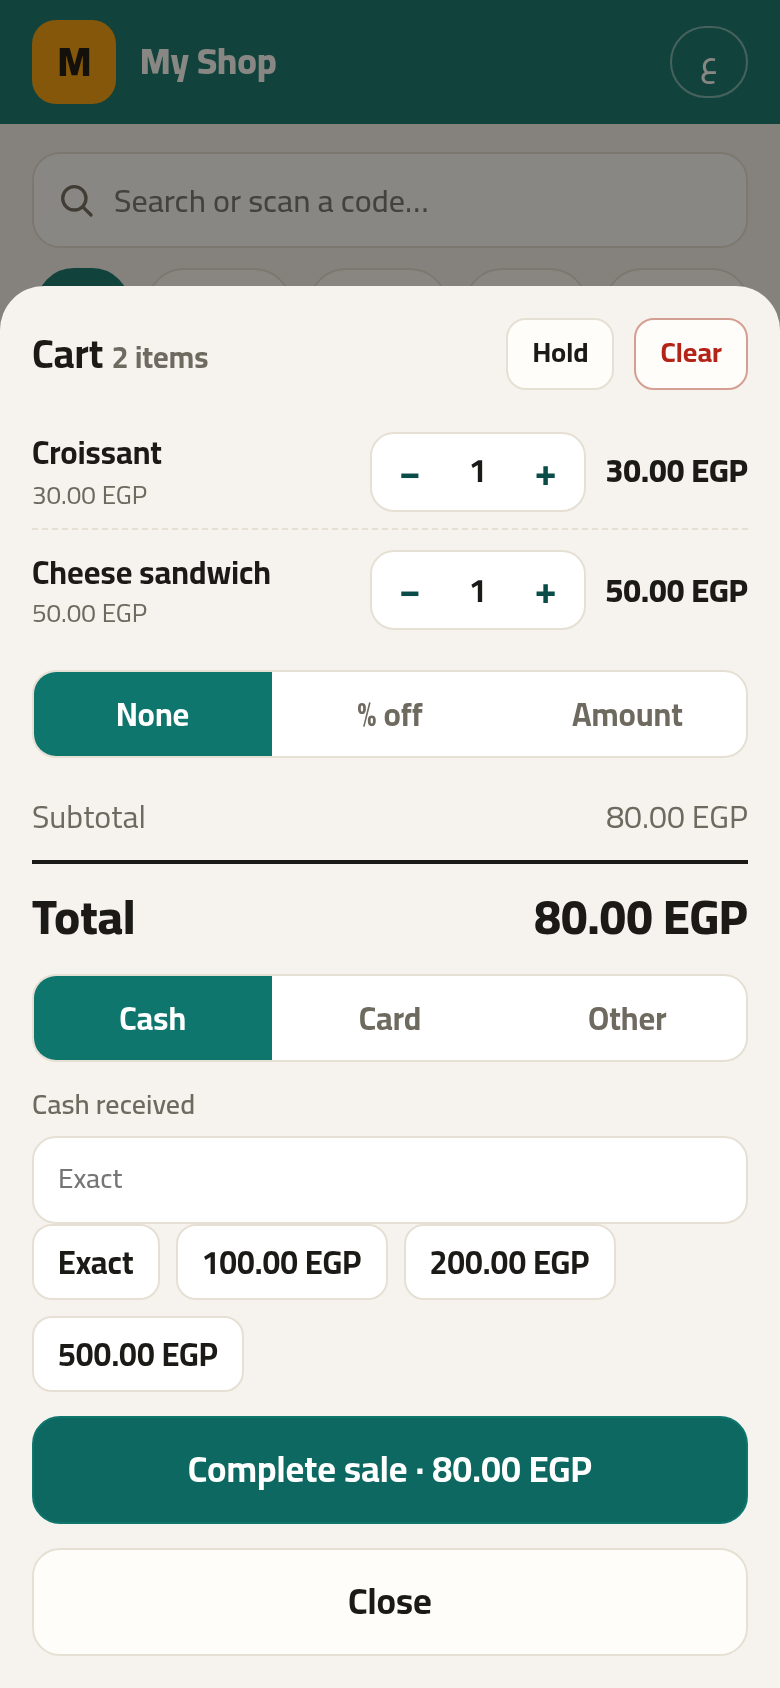 M My Shop ع
Search or scan a code...
Cart 2 items Hold Clear
Croissant
30.00 EGP
− 1 + 30.00 EGP
Cheese sandwich
50.00 EGP
− 1 + 50.00 EGP
None % off Amount
Subtotal 80.00 EGP
Total 80.00 EGP
Cash Card Other
Cash received
Exact
Exact 100.00 EGP 200.00 EGP
500.00 EGP
Complete sale · 80.00 EGP
Close